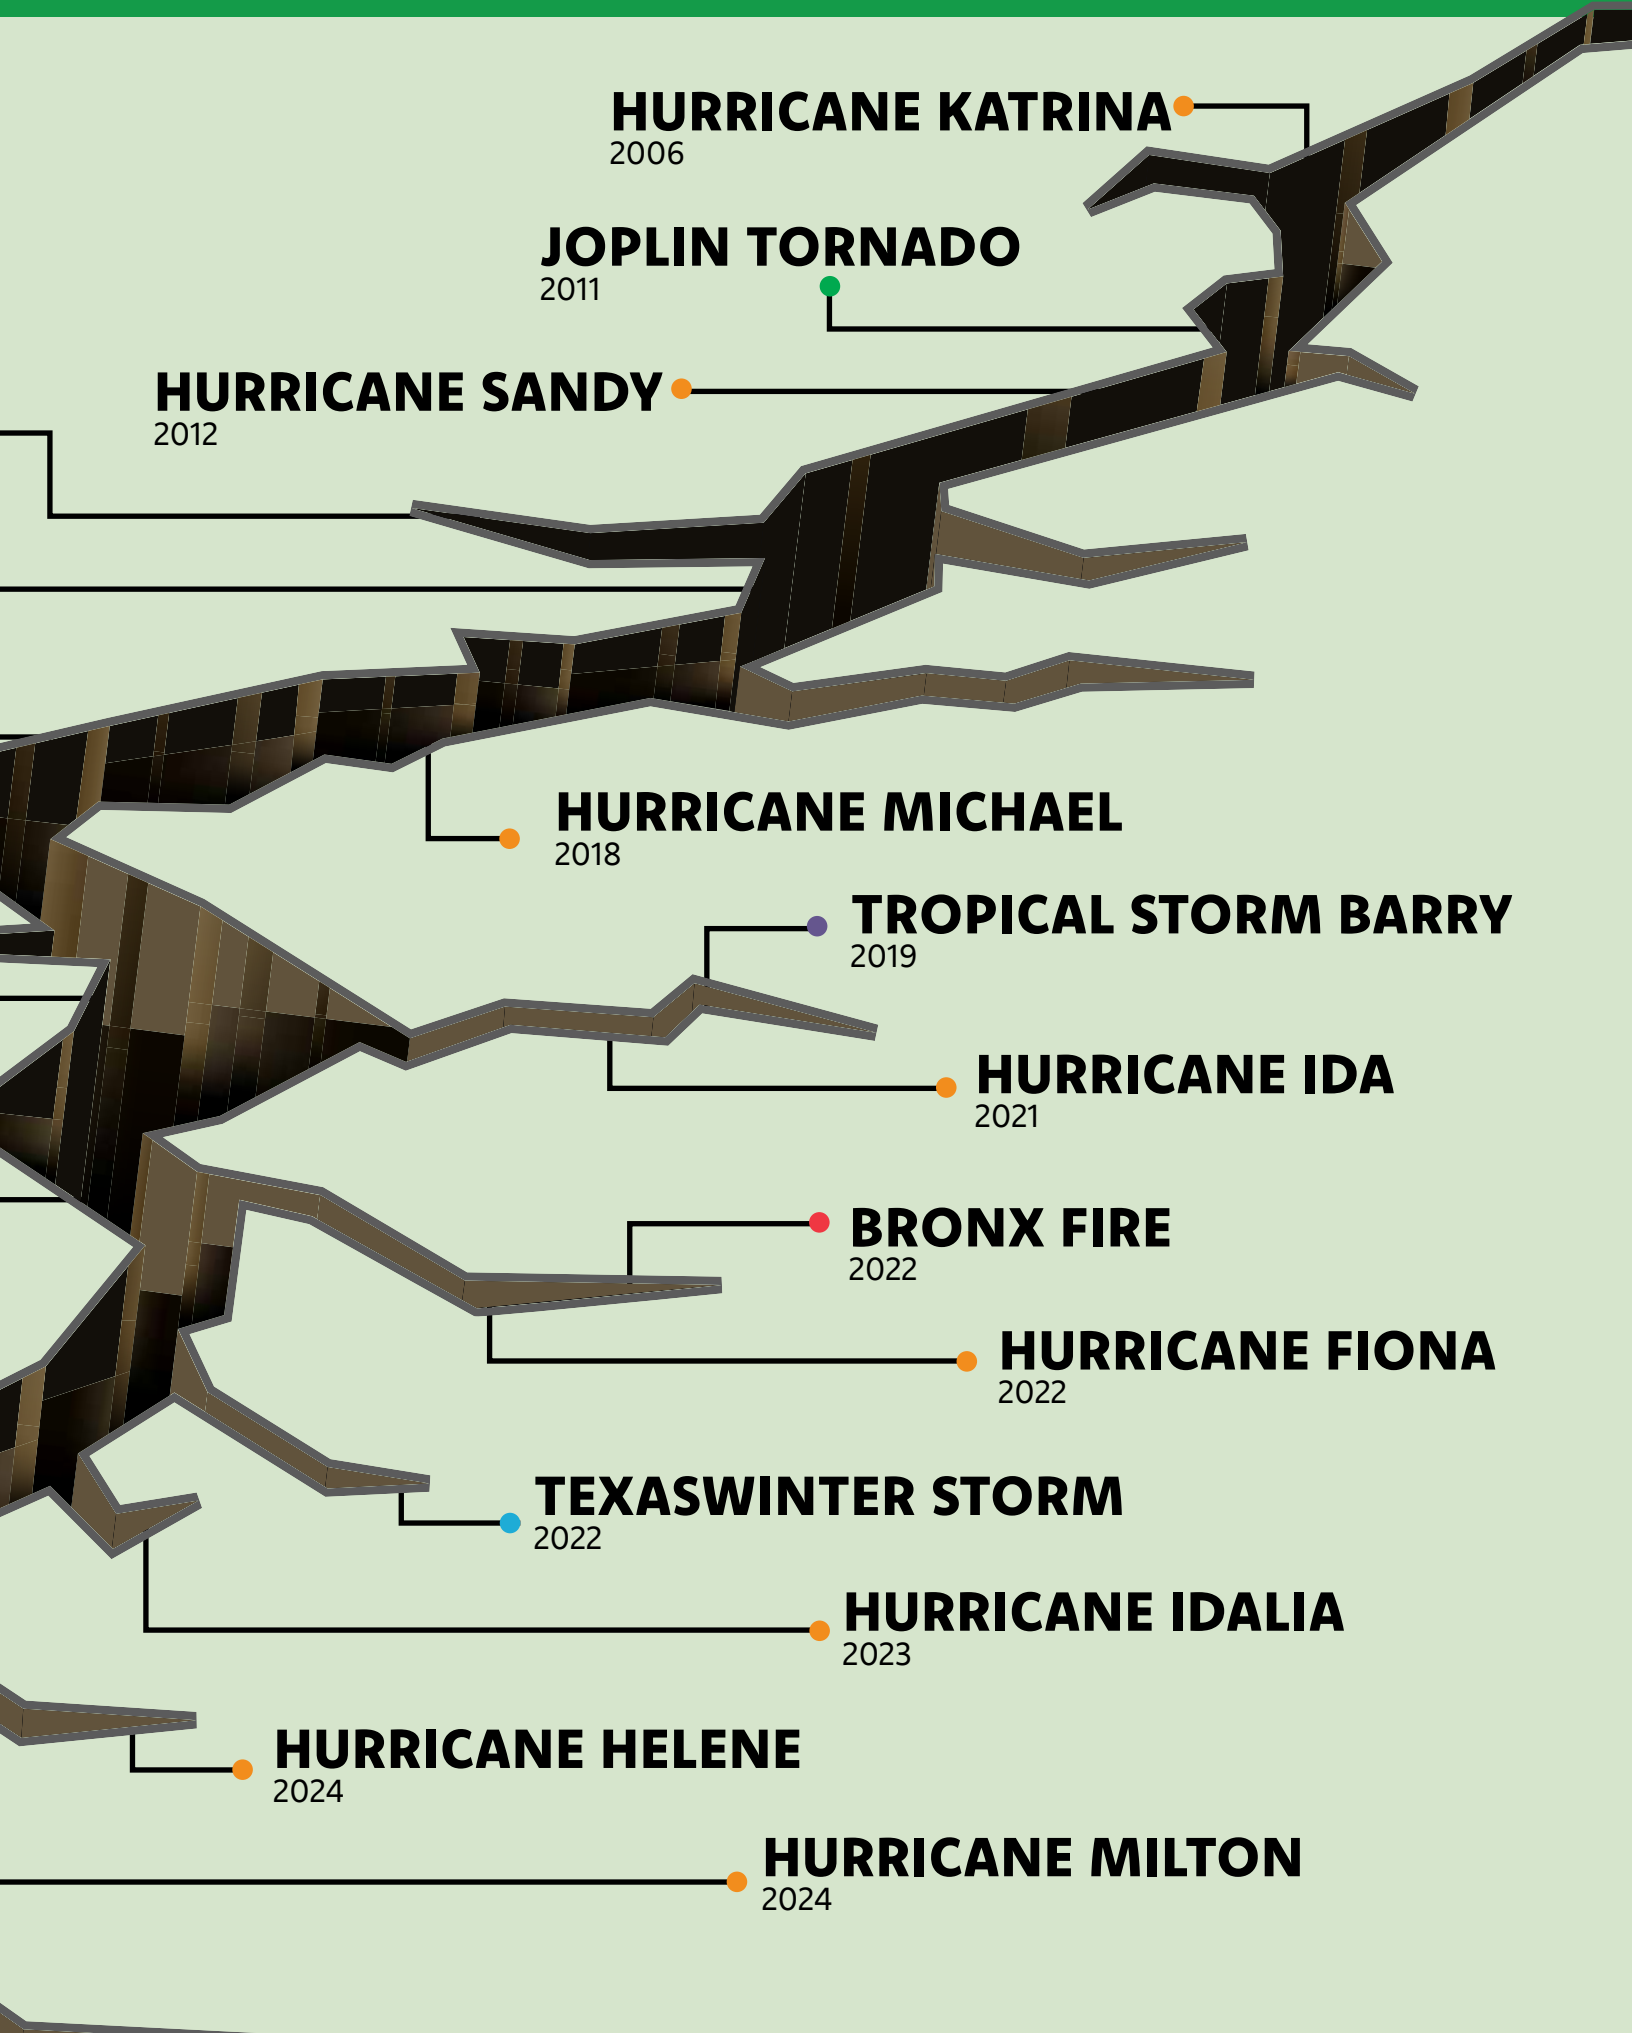 HURRICANE KATRINA
2006
JOPLIN TORNADO
2011
HURRICANE SANDY
2012
HURRICANE MICHAEL
2018
TROPICAL STORM BARRY
2019
HURRICANE IDA
2021
BRONX FIRE
2022
HURRICANE FIONA
2022
TEXASWINTER STORM
2022
HURRICANE IDALIA
2023
HURRICANE HELENE
2024
HURRICANE MILTON
2024